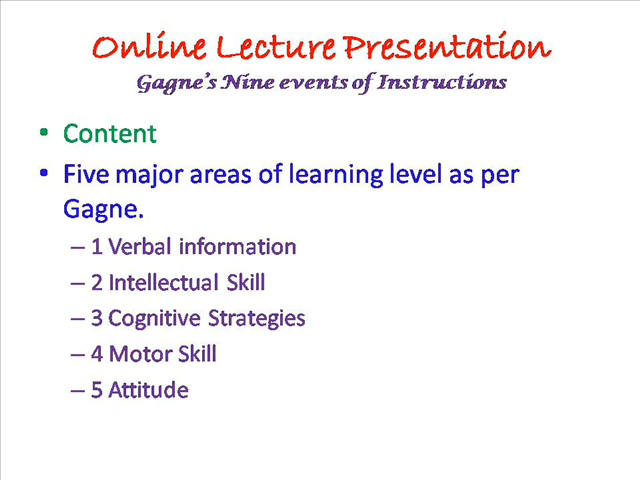 Online Lecture Presentation
Gagne's Nine events of Instructions
• Content
• Five major areas of learning level as per
Gagne.
– 1 Verbal information
– 2 Intellectual Skill
– 3 Cognitive Strategies
– 4 Motor Skill
– 5 Attitude